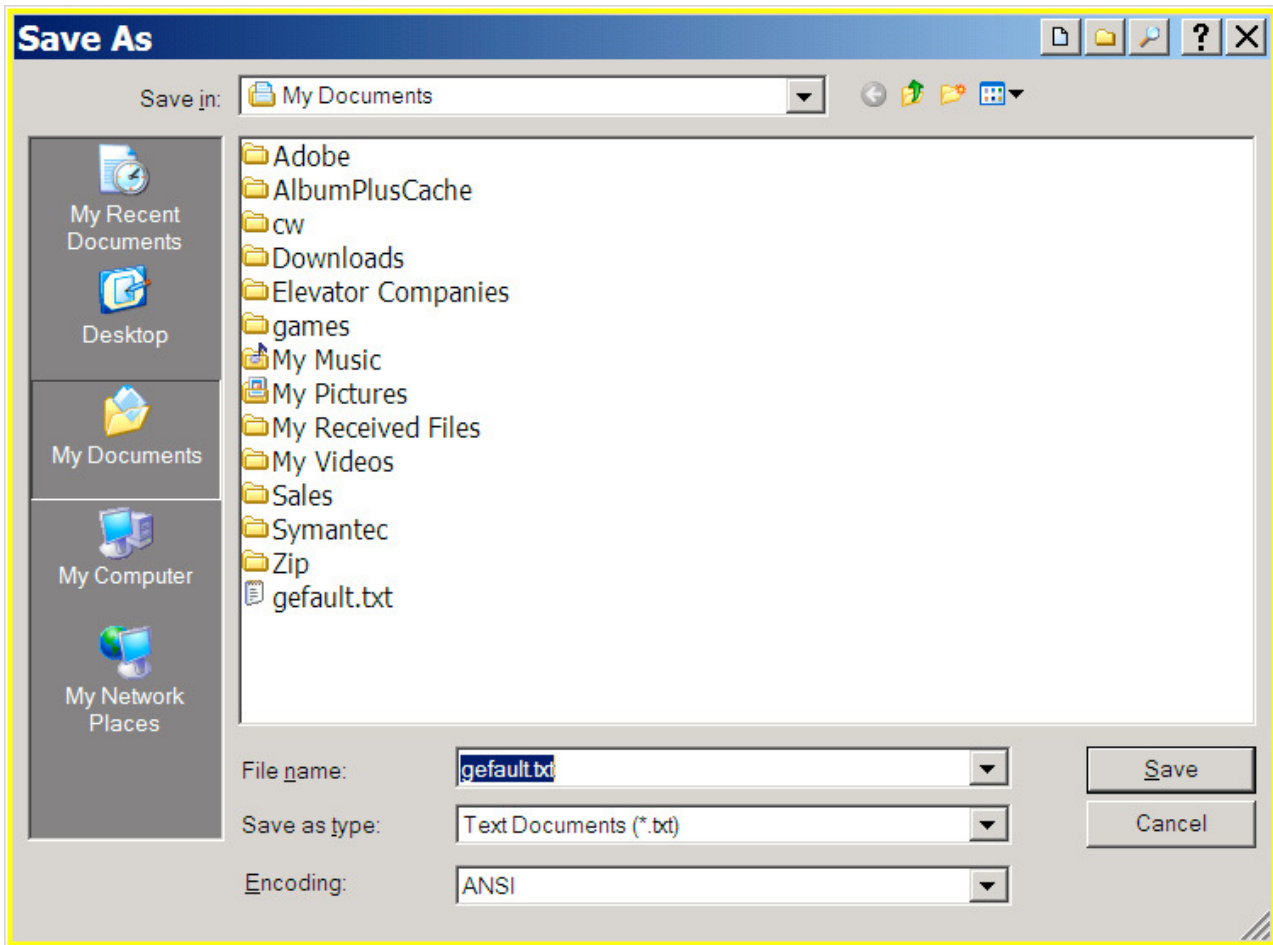 Save As
Save in: My Documents
My Recent
Documents
Desktop
My Documents
My Computer
My Network
Places
Adobe
AlbumPlusCache
cw
Downloads
Elevator Companies
games
My Music
My Pictures
My Received Files
My Videos
Sales
Symantec
Zip
gefault.txt
File name: gefault.txt Save
Save as type: Text Documents (*.txt) Cancel
Encoding: ANSI